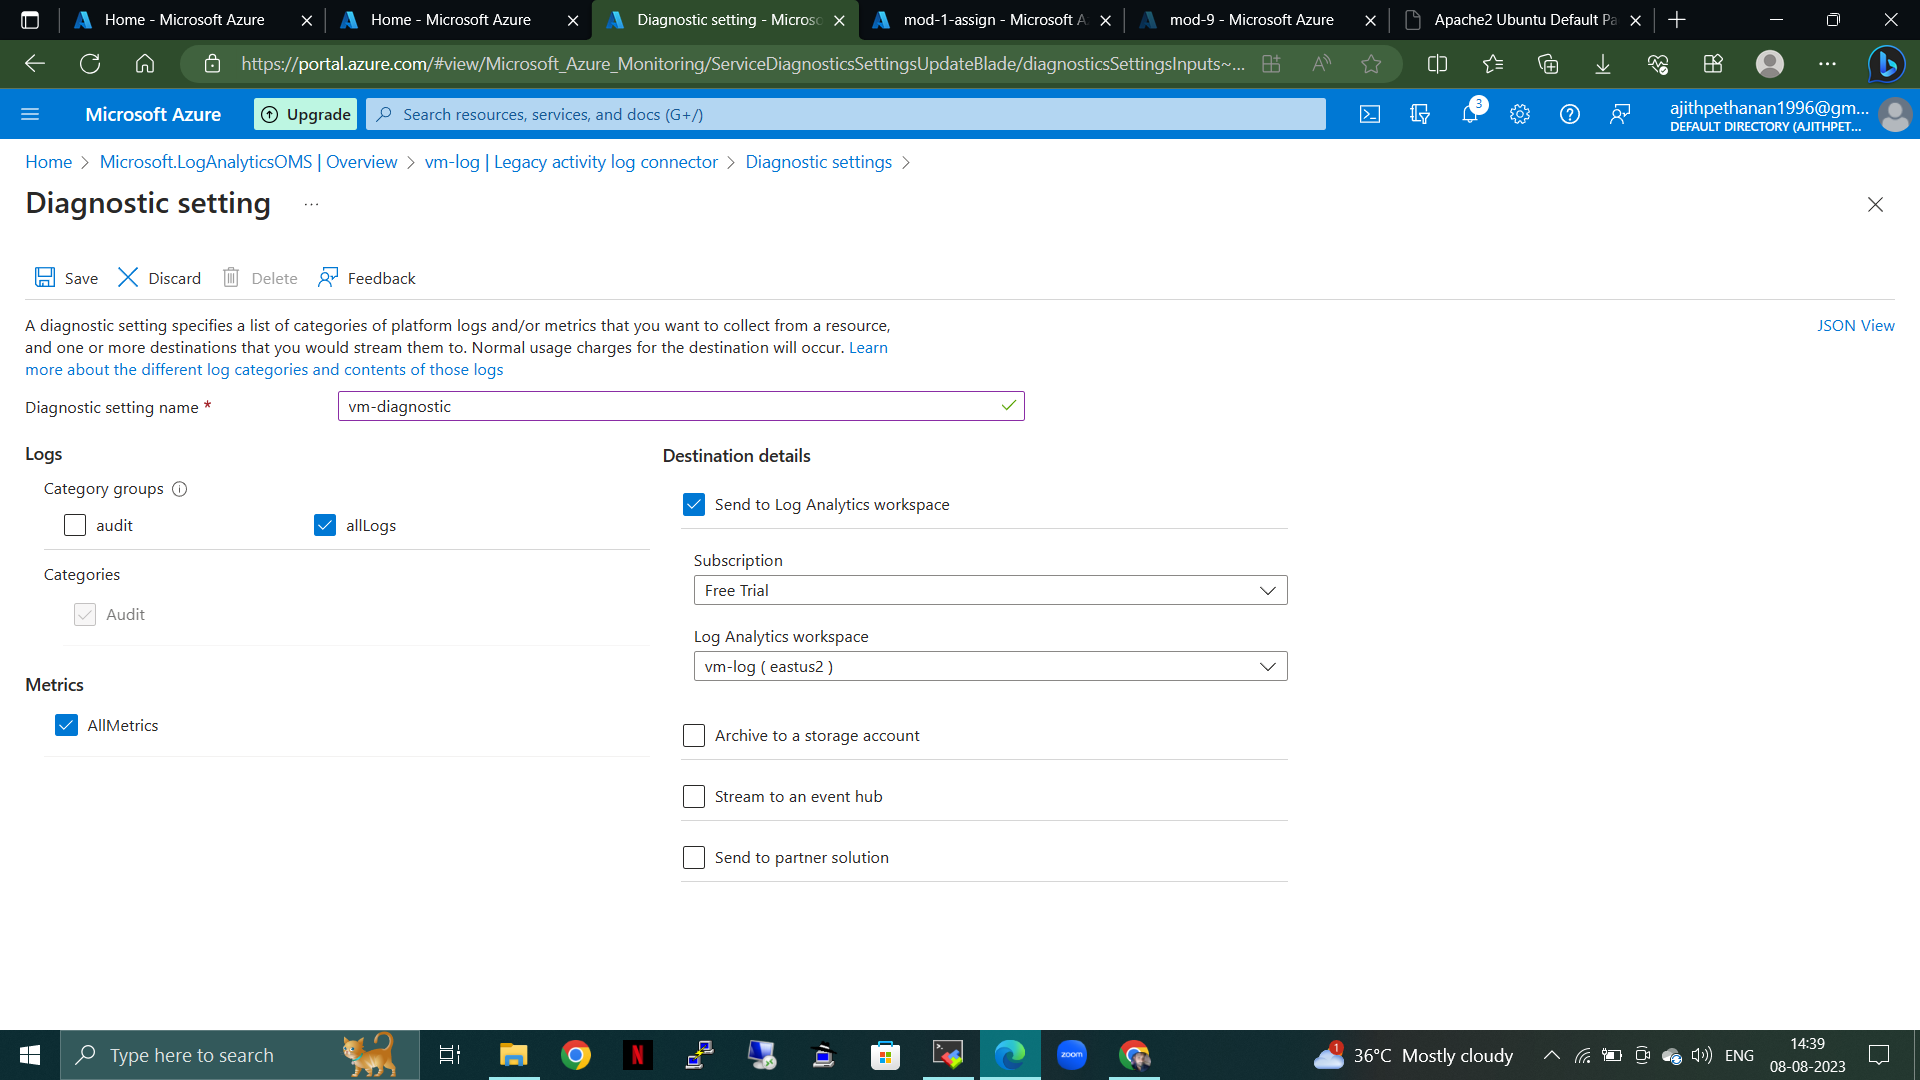 Home - Microsoft Azure
Home - Microsoft Azure
Diagnostic setting - Microso
mod-1-assign - Microsoft A
mod-9 - Microsoft Azure
Apache2 Ubuntu Default Pa
https://portal.azure.com/#view/Microsoft_Azure_Monitoring/ServiceDiagnosticsSettingsUpdateBlade/diagnosticsSettingsInputs~...
Microsoft Azure
Upgrade
Search resources, services, and docs (G+/)
3
ajithpethanan1996@gm...
DEFAULT DIRECTORY (AJITHPET...
Home > Microsoft.LogAnalyticsOMS | Overview > vm-log | Legacy activity log connector > Diagnostic settings >
Diagnostic setting ...
Save Discard Delete Feedback
A diagnostic setting specifies a list of categories of platform logs and/or metrics that you want to collect from a resource,
and one or more destinations that you would stream them to. Normal usage charges for the destination will occur. Learn
more about the different log categories and contents of those logs
JSON View
Diagnostic setting name *
vm-diagnostic
Logs
Category groups
audit
allLogs
Categories
Audit
Metrics
AllMetrics
Destination details
Send to Log Analytics workspace
Subscription
Free Trial
Log Analytics workspace
vm-log ( eastus2 )
Archive to a storage account
Stream to an event hub
Send to partner solution
Type here to search
zoom
1
36°C Mostly cloudy
ENG
14:39
08-08-2023